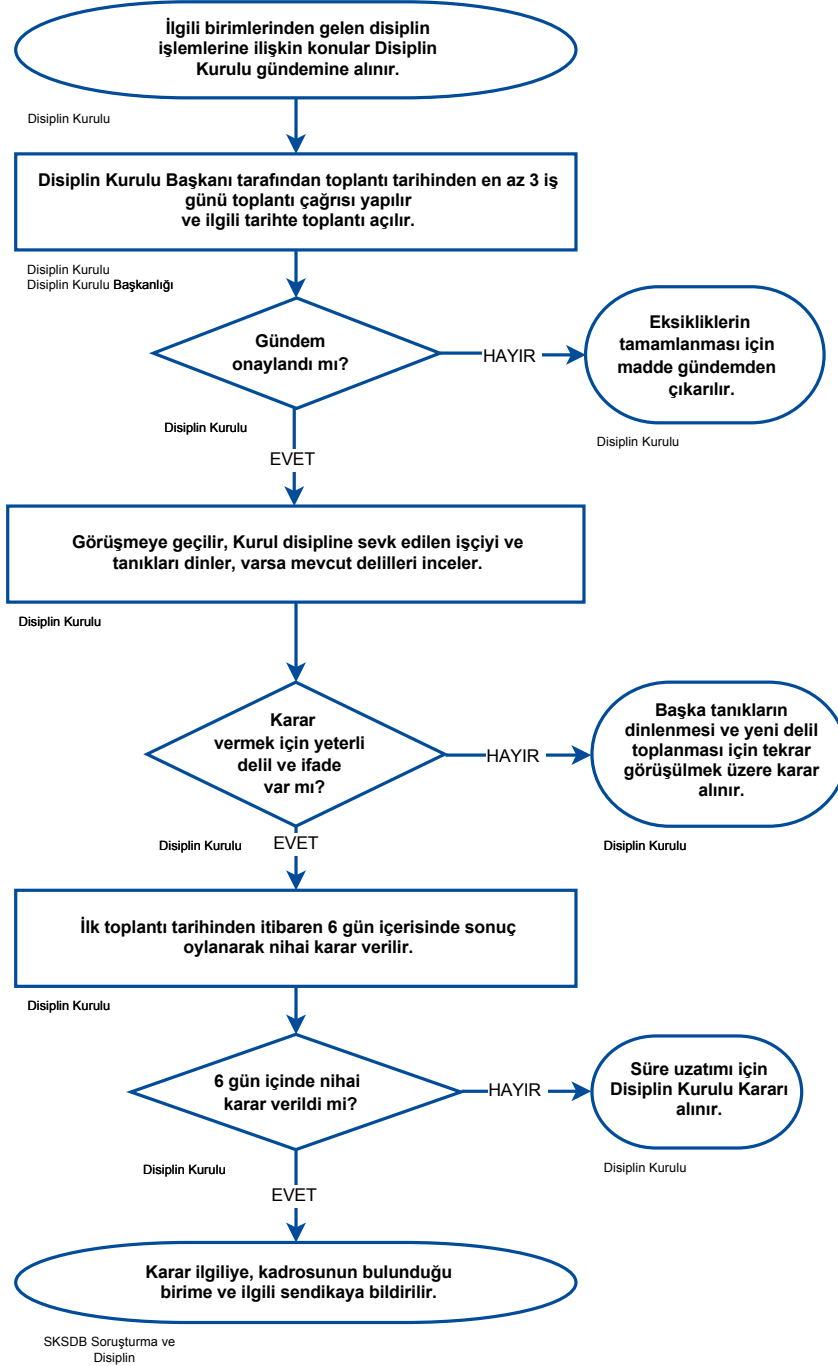 İlgili birimlerinden gelen disiplin
işlemlerine ilişkin konular Disiplin
Kurulu gündemine alınır.
Disiplin Kurulu
Disiplin Kurulu Başkanı tarafından toplantı tarihinden en az 3 iş
günü toplantı çağrısı yapılır
ve ilgili tarihte toplantı açılır.
Disiplin Kurulu
Disiplin Kurulu Başkanlığı
Gündem
onaylandı mı?
HAYIR
Eksikliklerin
tamamlanması için
madde gündemden
çıkarılır.
Disiplin Kurulu
Disiplin Kurulu
EVET
Görüşmeye geçilir, Kurul disipline sevk edilen işçiyi ve
tanıkları dinler, varsa mevcut delilleri inceler.
Disiplin Kurulu
Karar
vermek için yeterli
delil ve ifade
var mı?
HAYIR
Başka tanıkların
dinlenmesi ve yeni delil
toplanması için tekrar
görüşülmek üzere karar
alınır.
Disiplin Kurulu
Disiplin Kurulu
EVET
İlk toplantı tarihinden itibaren 6 gün içerisinde sonuç
oylanarak nihai karar verilir.
Disiplin Kurulu
6 gün içinde nihai
karar verildi mi?
HAYIR
Süre uzatımı için
Disiplin Kurulu Kararı
alınır.
Disiplin Kurulu
Disiplin Kurulu
EVET
Karar ilgiliye, kadrosunun bulunduğu
birime ve ilgili sendikaya bildirilir.
SKSDB Soruşturma ve
Disiplin